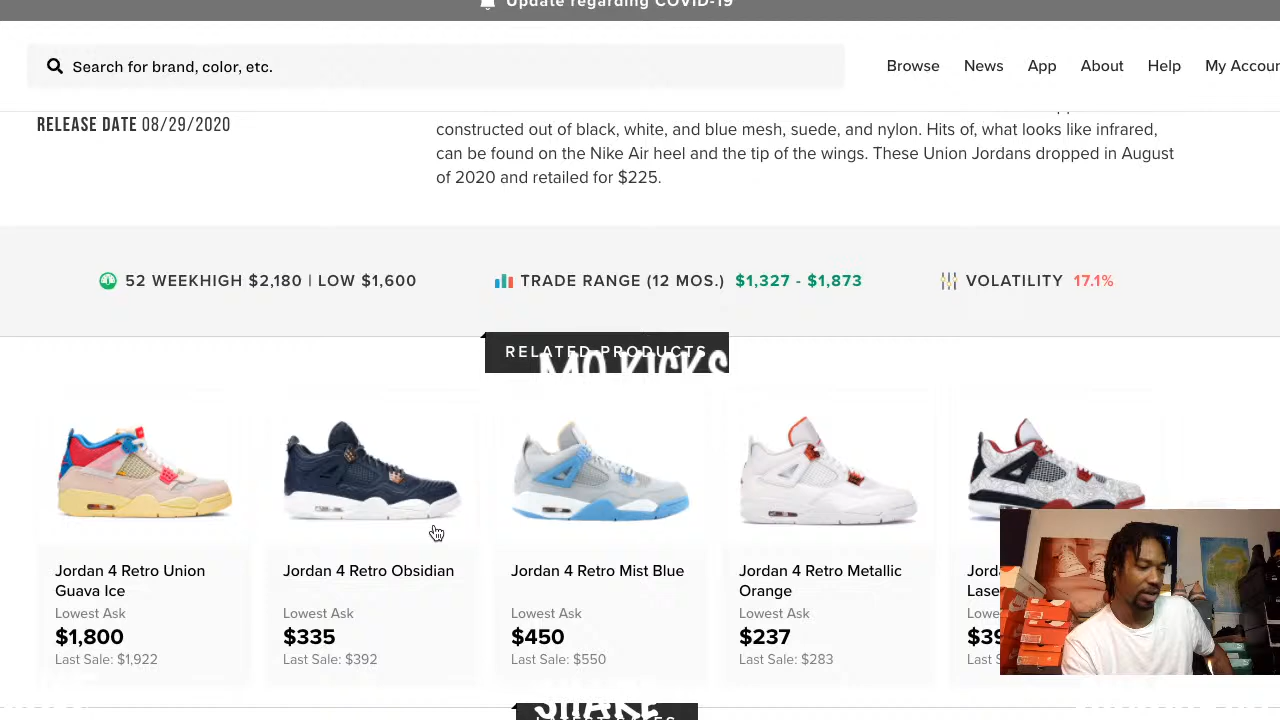 Update regarding COVID-19
Search for brand, color, etc.
Browse News App About Help My Accoun
RELEASE DATE 08/29/2020
constructed out of black, white, and blue mesh, suede, and nylon. Hits of, what looks like infrared,
can be found on the Nike Air heel and the tip of the wings. These Union Jordans dropped in August
of 2020 and retailed for $225.
52 WEEKHIGH $2,180 | LOW $1,600
TRADE RANGE (12 MOS.) $1,327 - $1,873
VOLATILITY 17.1%
RELATED PRODUCTS
MO KICKS
Jordan 4 Retro Union
Guava Ice
Lowest Ask
$1,800
Last Sale: $1,922
Jordan 4 Retro Obsidian
Lowest Ask
$335
Last Sale: $392
Jordan 4 Retro Mist Blue
Lowest Ask
$450
Last Sale: $550
Jordan 4 Retro Metallic
Orange
Lowest Ask
$237
Last Sale: $283
Jorda
Lase
Lowe
$39
Last S
SHAKE